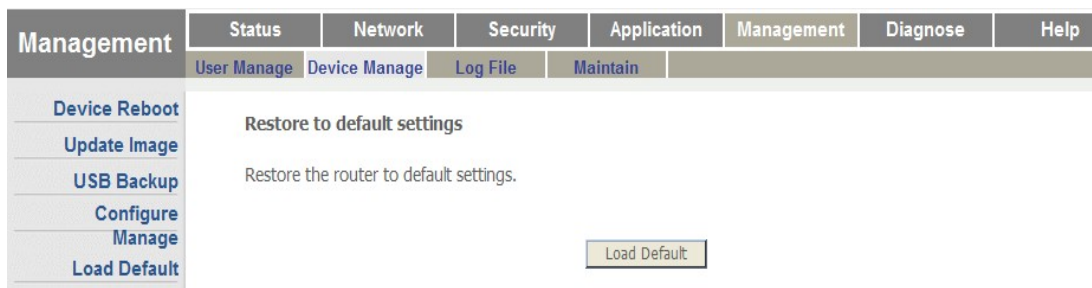 Management
Status Network Security Application Management Diagnose Help
User Manage Device Manage Log File Maintain
Device Reboot
Update Image
USB Backup
Configure
Manage
Load Default
Restore to default settings
Restore the router to default settings.
Load Default